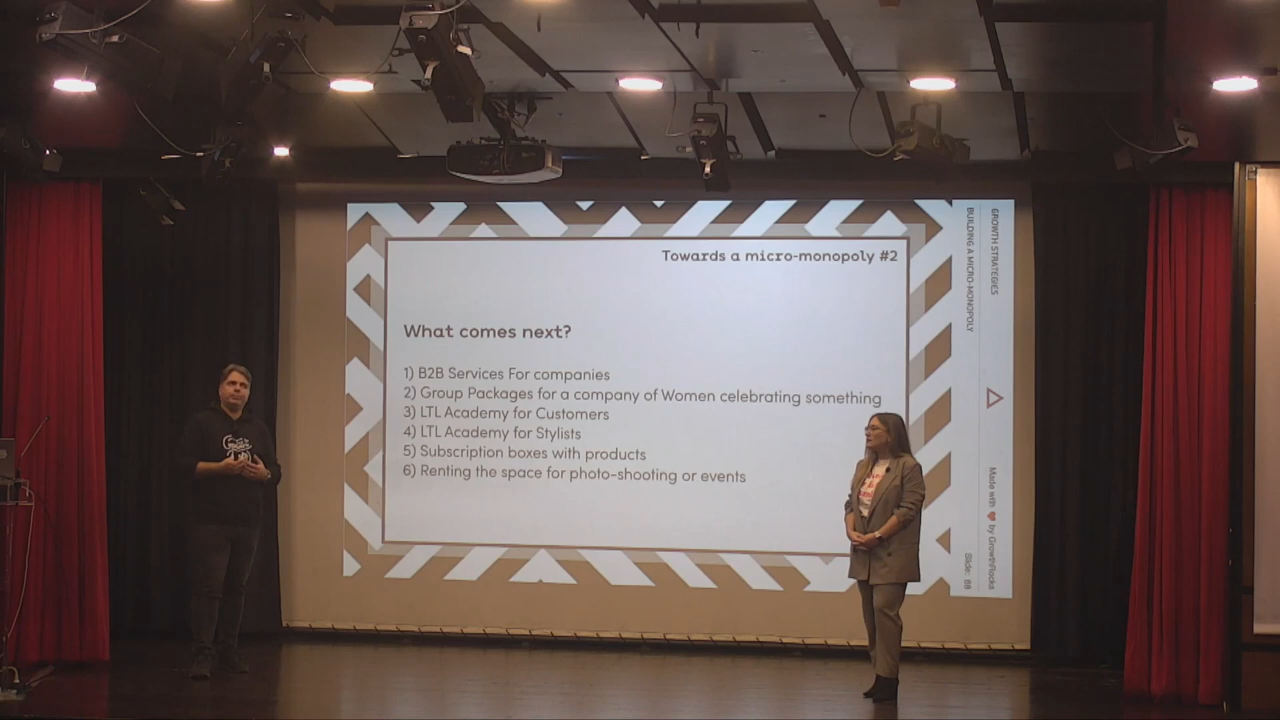 Towards a micro-monopoly #2
What comes next?
1) B2B Services For companies
2) Group Packages for a company of Women celebrating something
3) LTL Academy for Customers
4) LTL Academy for Stylists
5) Subscription boxes with products
6) Renting the space for photo-shooting or events
GROWTH STRATEGIES
BUILDING A MICRO-MONOPOLY
Made with ❤ by GrowthRocks
Slide: 68